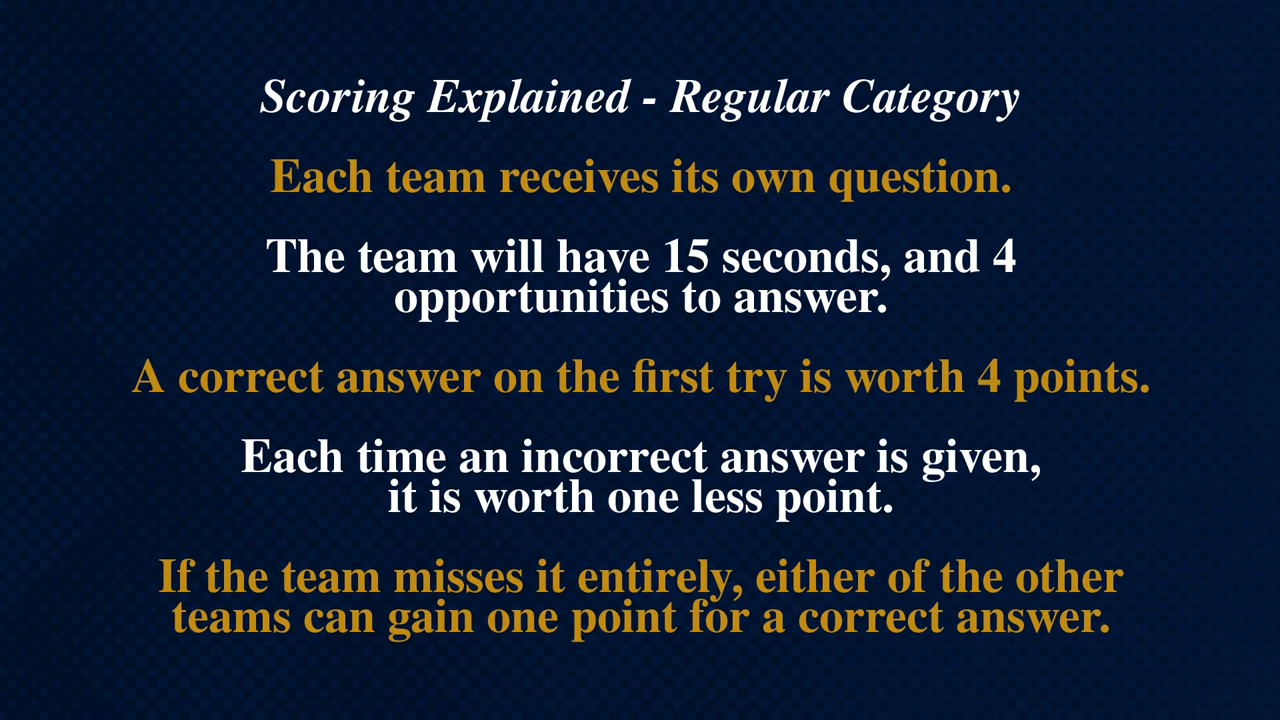 Scoring Explained - Regular Category
Each team receives its own question.
The team will have 15 seconds, and 4
opportunities to answer.
A correct answer on the first try is worth 4 points.
Each time an incorrect answer is given,
it is worth one less point.
If the team misses it entirely, either of the other
teams can gain one point for a correct answer.